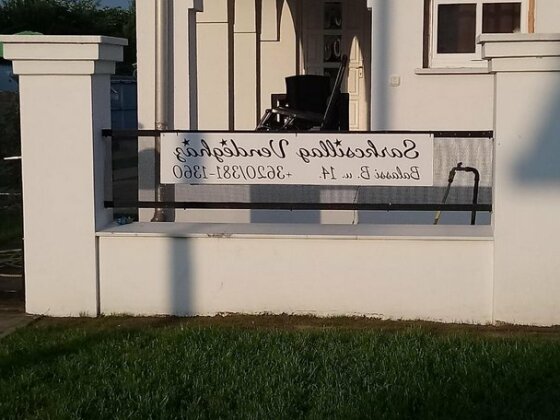 Sarkcsillag Vendégház
Balassi B. u. 14. +3620/381-1360